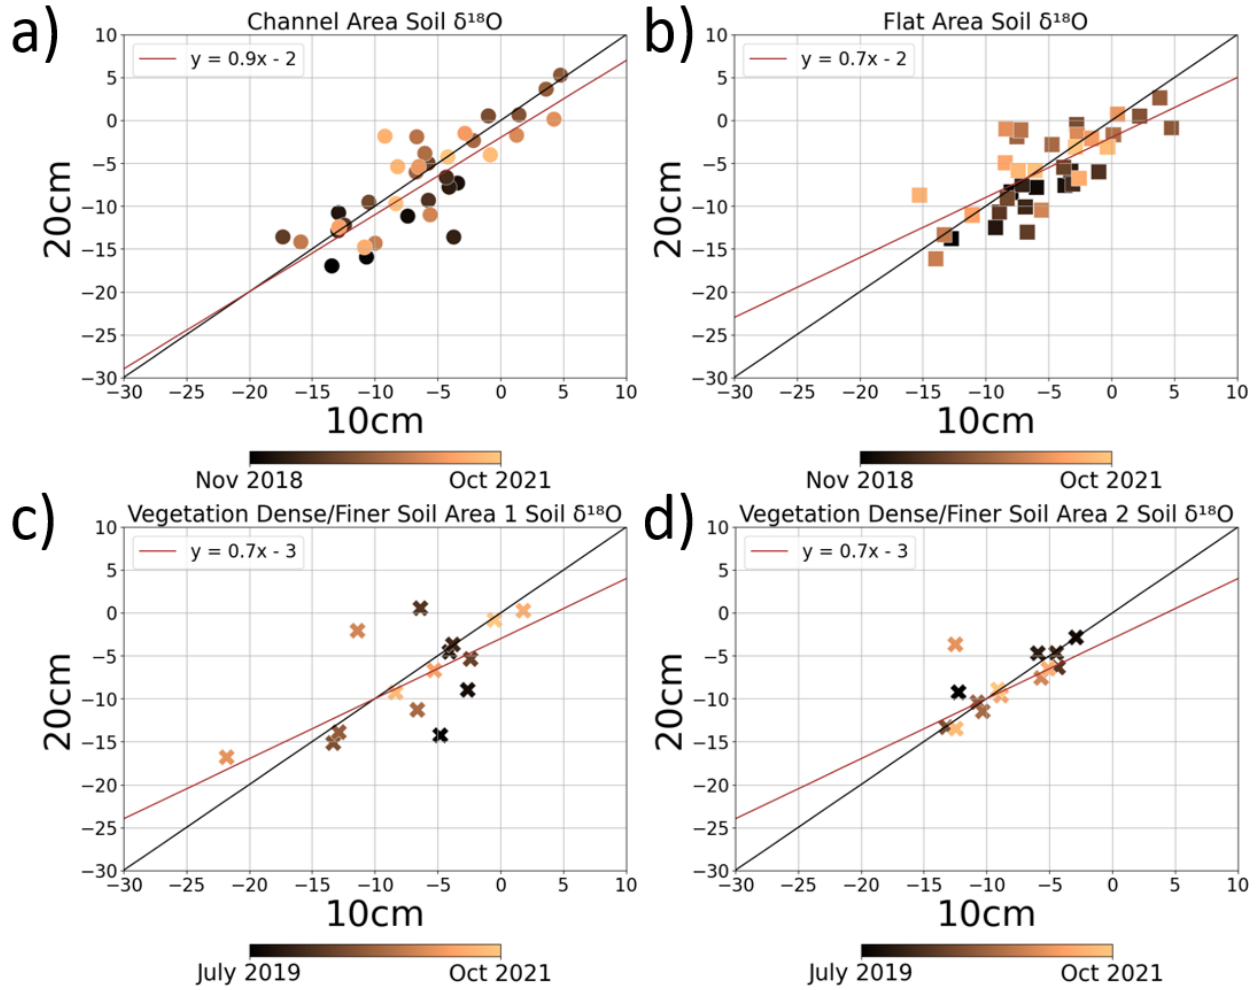 a)
Channel Area Soil δ¹⁸O
y = 0.9x - 2
10
5
0
−5
−10
−15
−20
−25
−30
20cm
−30 −25 −20 −15 −10 −5 0 5 10
10cm
Nov 2018 Oct 2021
b)
Flat Area Soil δ¹⁸O
y = 0.7x - 2
10
5
0
−5
−10
−15
−20
−25
−30
20cm
−30 −25 −20 −15 −10 −5 0 5 10
10cm
Nov 2018 Oct 2021
c)
Vegetation Dense/Finer Soil Area 1 Soil δ¹⁸O
y = 0.7x - 3
10
5
0
−5
−10
−15
−20
−25
−30
20cm
−30 −25 −20 −15 −10 −5 0 5 10
10cm
July 2019 Oct 2021
d)
Vegetation Dense/Finer Soil Area 2 Soil δ¹⁸O
y = 0.7x - 3
10
5
0
−5
−10
−15
−20
−25
−30
20cm
−30 −25 −20 −15 −10 −5 0 5 10
10cm
July 2019 Oct 2021